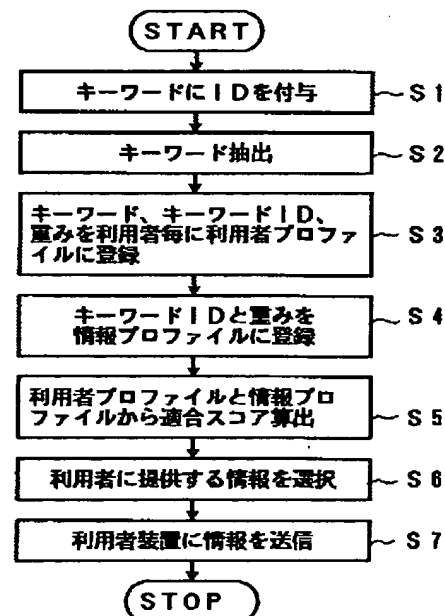 START
キーワードにIDを付与
S1
キーワード抽出
S2
キーワード、キーワードID、
重みを利用者毎に利用者プロファ
イルに登録
S3
キーワードIDと重みを
情報プロファイルに登録
S4
利用者プロファイルと情報プロ
ファイルから適合スコア算出
S5
利用者に提供する情報を選択
S6
利用者装置に情報を送信
S7
STOP